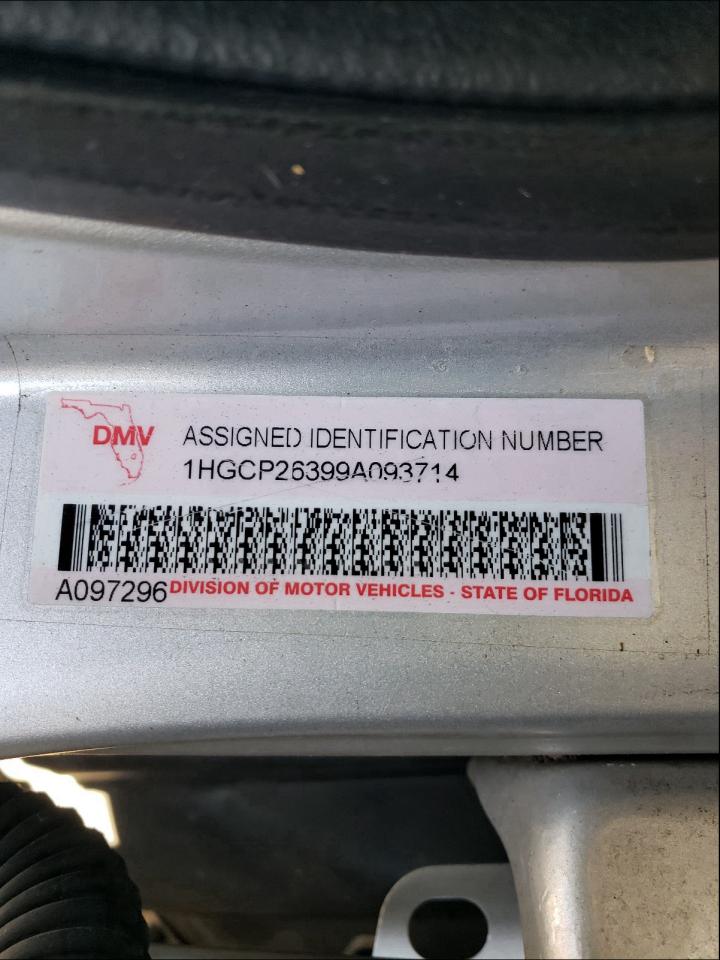 DMV ASSIGNED IDENTIFICATION NUMBER
1HGCP26399A093714
A097296 DIVISION OF MOTOR VEHICLES - STATE OF FLORIDA